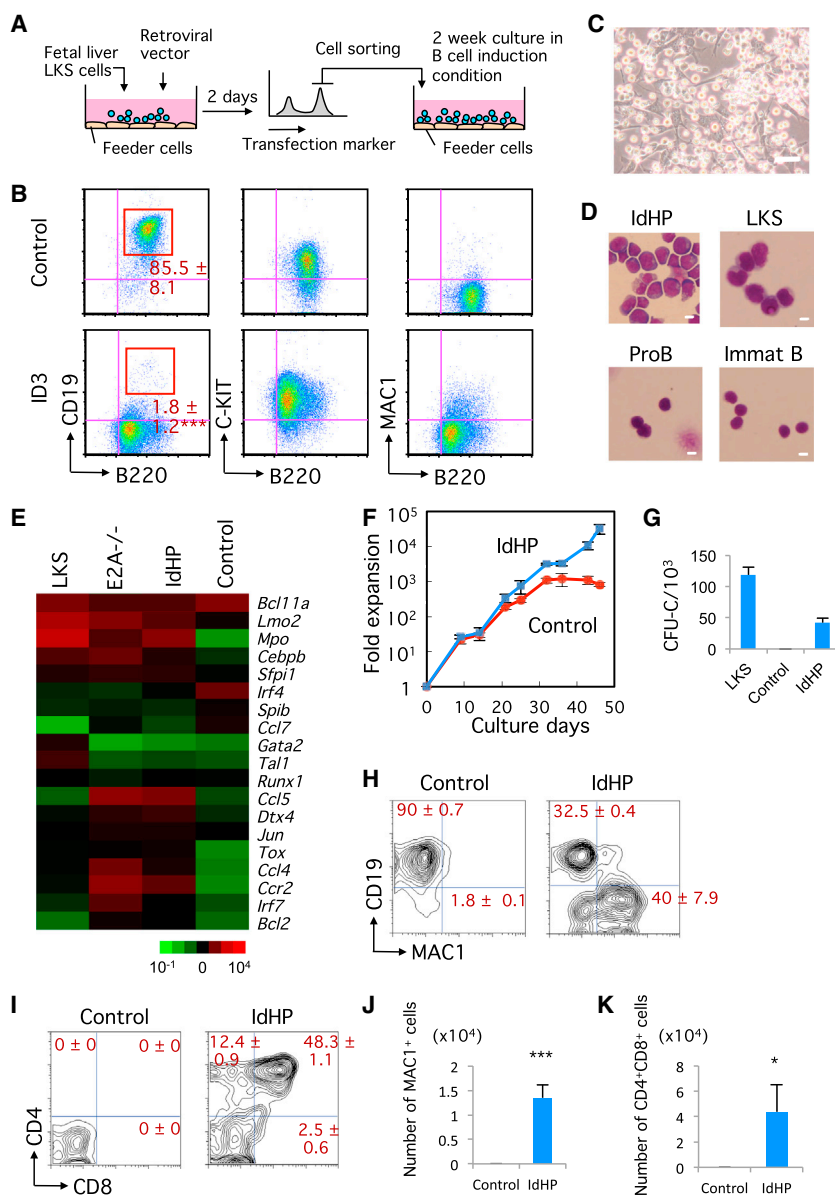 A
Fetal liver
LKS cells
Retroviral
vector
2 days
Cell sorting
Transfection marker
2 week culture in
B cell induction
condition
Feeder cells
Feeder cells
B
Control
85.5 ±
8.1
ID3
CD19
1.8 ±
1.2***
C-KIT
MAC1
B220
B220
B220
C
D
IdHP
LKS
ProB
Immat B
E
LKS
E2A-/-
IdHP
Control
Bcl11a
Lmo2
Mpo
Cebpb
Sfpi1
Irf4
Spib
Ccl7
Gata2
Tal1
Runx1
Ccl5
Dtx4
Jun
Tox
Ccl4
Ccr2
Irf7
Bcl2
10⁻¹ 0 10⁴
F
Fold expansion
10⁵
10⁴
10³
10²
10¹
1
IdHP
Control
0 10 20 30 40 50
Culture days
G
CFU-C/10³
150
100
50
0
LKS
Control
IdHP
H
Control
IdHP
90 ± 0.7
1.8 ± 0.1
32.5 ± 0.4
40 ± 7.9
CD19
MAC1
I
Control
IdHP
0 ± 0
0 ± 0
0 ± 0
12.4 ±
0.9
48.3 ±
1.1
2.5 ±
0.6
CD4
CD8
J
Number of MAC1⁺ cells
(x10⁴)
2
1.5
1
0.5
0
***
Control IdHP
K
Number of CD4⁺CD8⁺ cells
(x10⁴)
8
6
4
2
0
*
Control IdHP